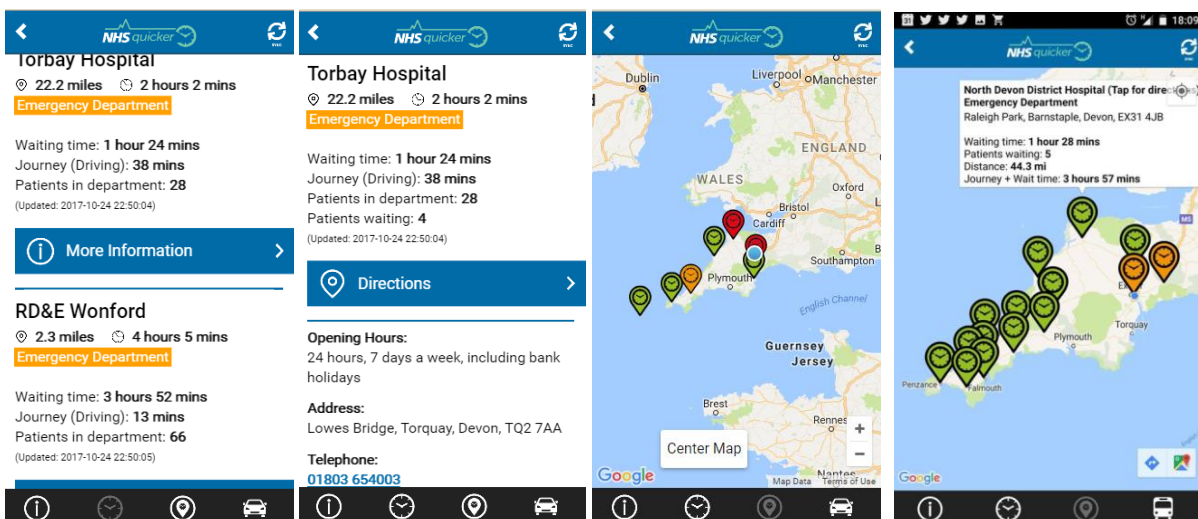 NHS quicker
SYNC
Torbay Hospital
22.2 miles 2 hours 2 mins
Emergency Department
Waiting time: 1 hour 24 mins
Journey (Driving): 38 mins
Patients in department: 28
(Updated: 2017-10-24 22:50:04)
More Information
RD&E Wonford
2.3 miles 4 hours 5 mins
Emergency Department
Waiting time: 3 hours 52 mins
Journey (Driving): 13 mins
Patients in department: 66
(Updated: 2017-10-24 22:50:05)
NHS quicker
SYNC
Torbay Hospital
22.2 miles 2 hours 2 mins
Emergency Department
Waiting time: 1 hour 24 mins
Journey (Driving): 38 mins
Patients in department: 28
Patients waiting: 4
(Updated: 2017-10-24 22:50:04)
Directions
Opening Hours:
24 hours, 7 days a week, including bank
holidays
Address:
Lowes Bridge, Torquay, Devon, TQ2 7AA
Telephone:
01803 654003
NHS quicker
SYNC
Dublin
Liverpool
Manchester
ENGLAND
WALES
Oxford
Bristol
Cardiff
Southampton
Plymouth
English Channel
Guernsey
Jersey
Brest
Rennes
Center Map
+
−
Nantes
Google
Map Data Terms of Use
31 18:09
NHS quicker
SYNC
North Devon District Hospital (Tap for
Emergency Department
Raleigh Park, Barnstaple, Devon, EX31 4JB
Waiting time: 1 hour 28 mins
Patients waiting: 5
Distance: 44.3 mi
Journey + Wait time: 3 hours 57 mins
M5
Torquay
Plymouth
Penzance
Falmouth
Google